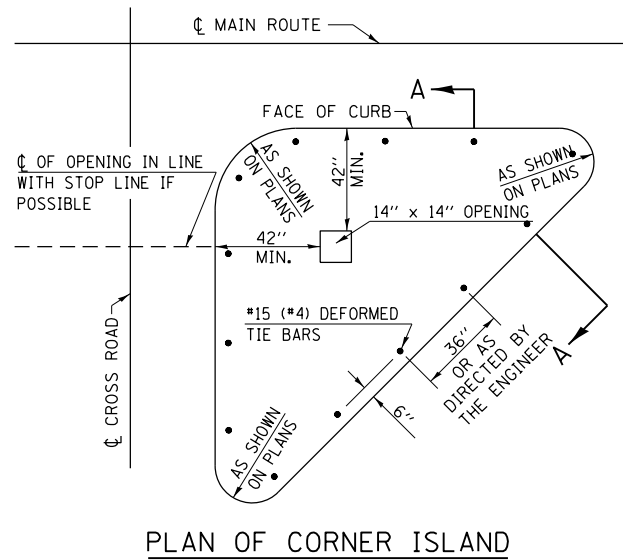 ℄ MAIN ROUTE
A
FACE OF CURB
℄ OF OPENING IN LINE
WITH STOP LINE IF
POSSIBLE
AS SHOWN
ON PLANS
42"
MIN.
AS SHOWN
ON PLANS
14" x 14" OPENING
42"
MIN.
#15 (#4) DEFORMED
TIE BARS
36"
OR AS
DIRECTED BY
THE ENGINEER
A
℄ CROSS ROAD
6"
AS SHOWN
ON PLANS
PLAN OF CORNER ISLAND